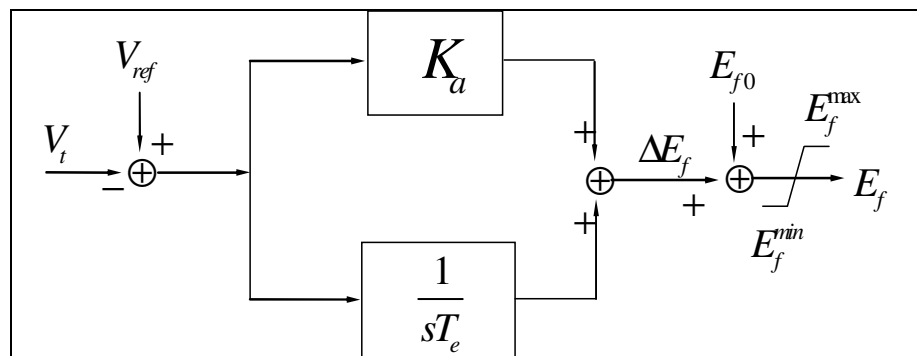 V_ref
V_t
+
−
K_a
1
sT_e
+
+
ΔE_f
+
E_f0
+
E_f^max
E_f^min
E_f